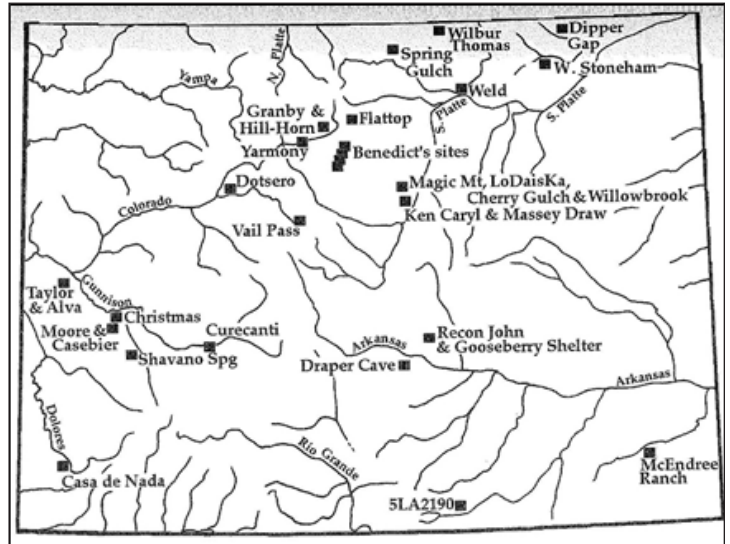 Wilbur
Thomas
Dipper
Gap
N. Platte
Spring
Gulch
W. Stoneham
Yampa
Weld
S. Platte
S. Platte
Granby &
Hill-Horn
Flattop
Yarmony
Benedict's sites
Dotsero
Magic Mt, LoDaisKa,
Cherry Gulch & Willowbrook
Colorado
Ken Caryl & Massey Draw
Vail Pass
Taylor
& Alva
Gunnison
Christmas
Moore &
Casebier
Curecanti
Shavano Spg
Recon John
& Gooseberry Shelter
Arkansas
Draper Cave
Arkansas
Dolores
Rio Grande
McEndree
Ranch
Casa de Nada
5LA2190